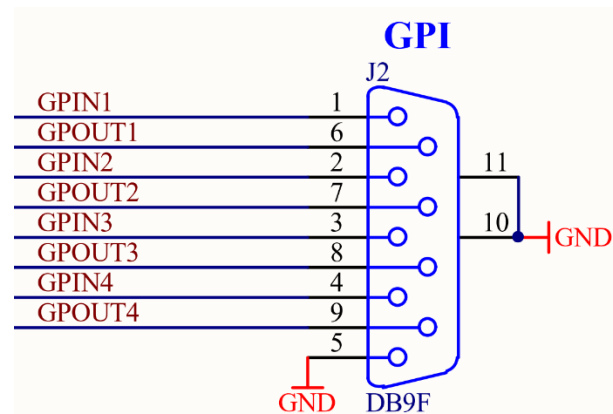 GPI
J2
GPIN1 1
GPOUT1 6
GPIN2 2
11
GPOUT2 7
GPIN3 3
10
GND
GPOUT3 8
GPIN4 4
GPOUT4 9
5
GND
DB9F